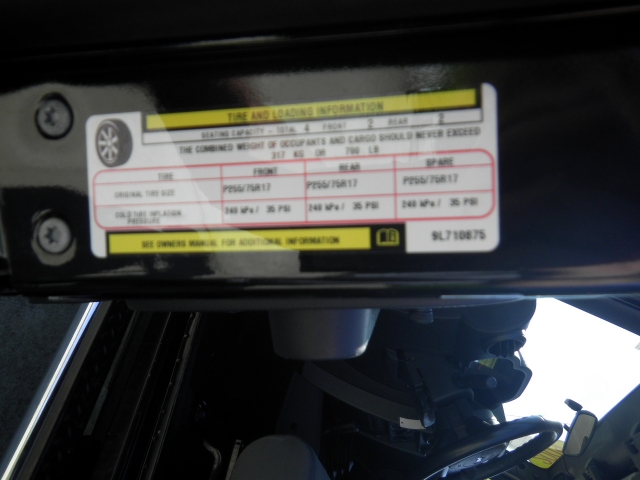 TIRE AND LOADING INFORMATION
SEATING CAPACITY - TOTAL 4 FRONT 2 REAR 2
THE COMBINED WEIGHT OF OCCUPANTS AND CARGO SHOULD NEVER EXCEED
317 KG OR 700 LB
TIRE FRONT REAR SPARE
ORIGINAL TIRE SIZE P255/75R17 P255/75R17 P255/75R17
COLD TIRE INFLATION PRESSURE 240 kPa / 35 PSI 240 kPa / 35 PSI 240 kPa / 35 PSI
SEE OWNERS MANUAL FOR ADDITIONAL INFORMATION 9L710875